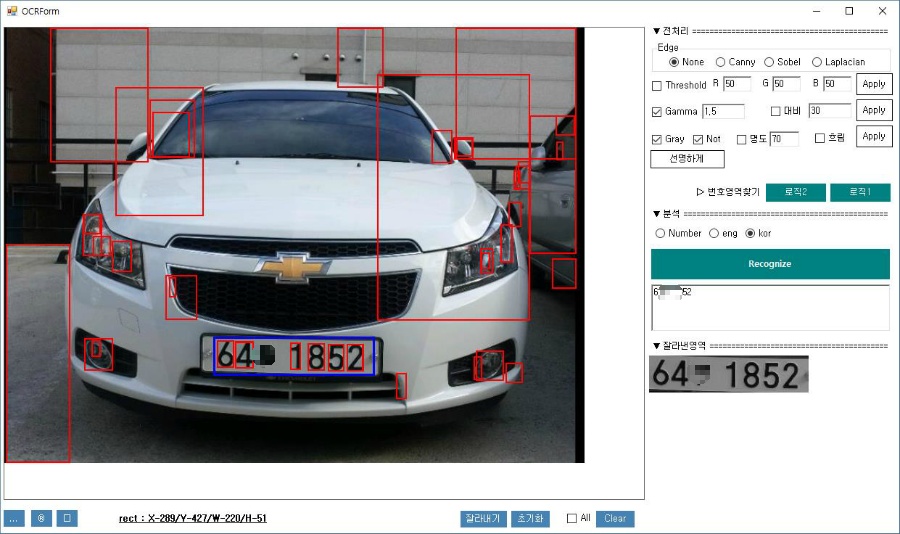 OCRForm
▼ 전처리 ==========================================
Edge
None Canny Sobel Laplacian
Threshold R 50 G 50 B 50 Apply
Gamma 1,5 대비 30 Apply
Gray Not 명도 70 흐림 Apply
선명하게
▷ 번호영역찾기 로직2 로직1
▼ 분석 ==========================================
Number eng kor
Recognize
6 52
▼ 잘라낸영역 ==========================================
64 1852
64 1852
... ◎ □ rect : X-289/Y-427/W-220/H-51 잘라내기 초기화 All Clear